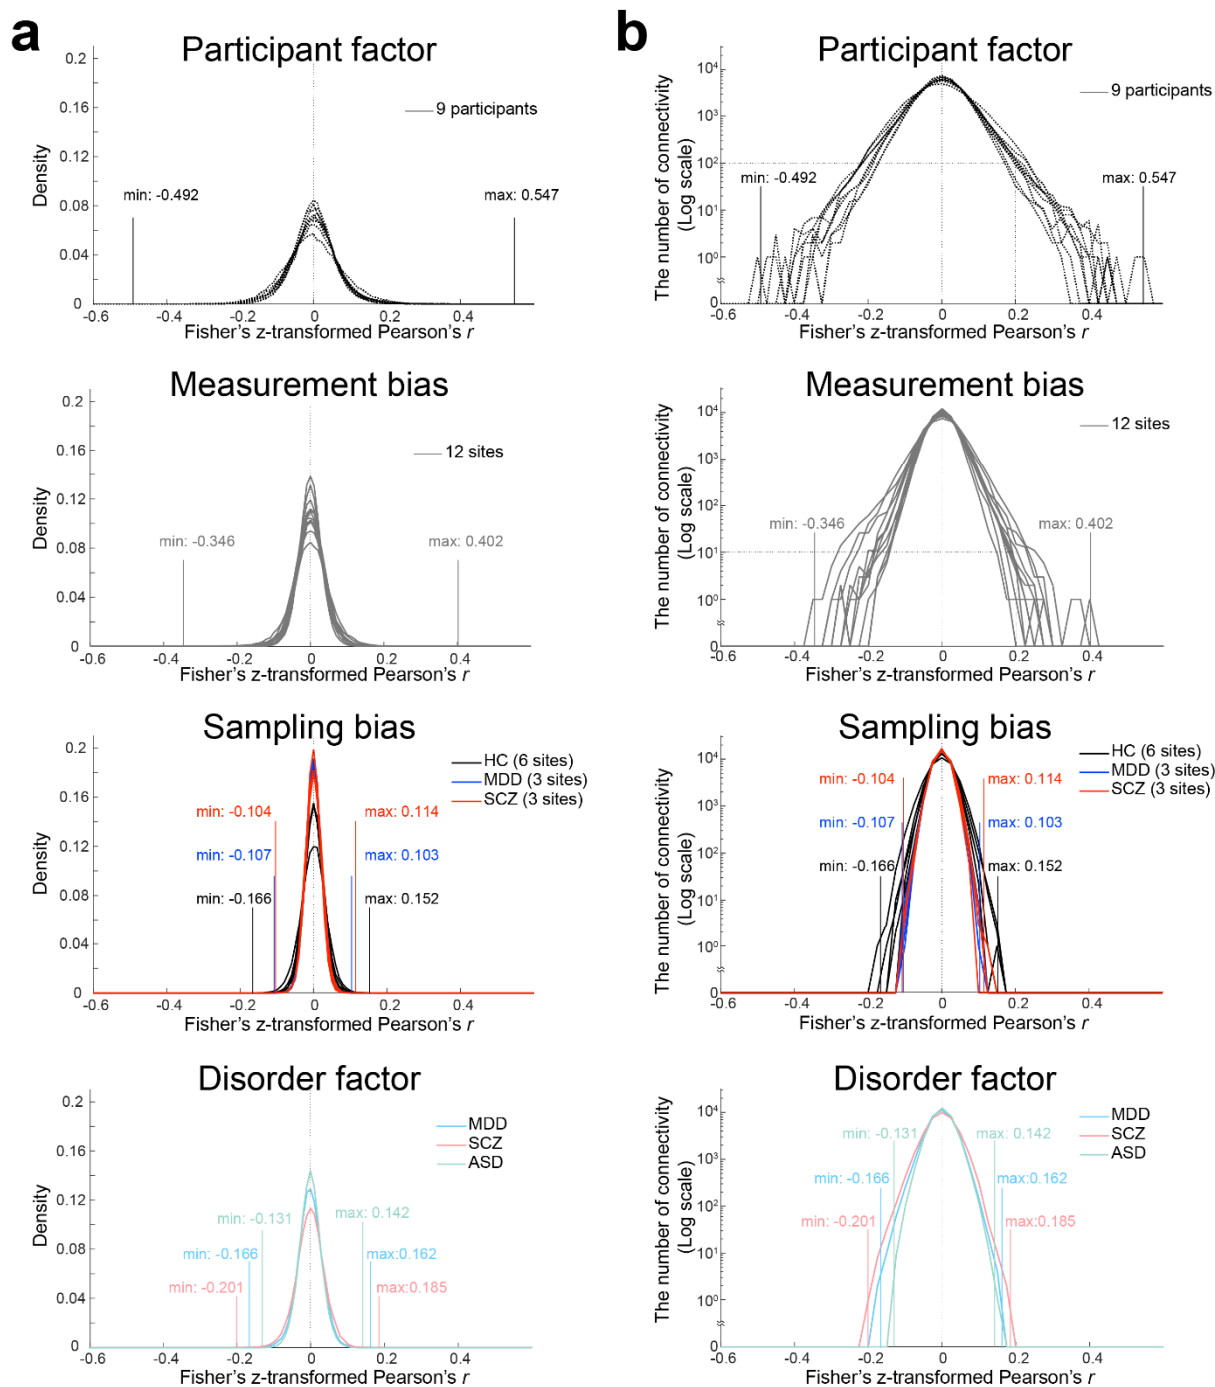 a
Participant factor
0.2
0.16
0.12
0.08
0.04
0
Density
9 participants
min: -0.492
max: 0.547
-0.6
-0.4
-0.2
0
0.2
0.4
Fisher's z-transformed Pearson's r
Measurement bias
0.2
0.16
0.12
0.08
0.04
0
Density
12 sites
min: -0.346
max: 0.402
-0.6
-0.4
-0.2
0
0.2
0.4
Fisher's z-transformed Pearson's r
Sampling bias
0.2
0.16
0.12
0.08
0.04
0
Density
HC (6 sites)
MDD (3 sites)
SCZ (3 sites)
min: -0.104
max: 0.114
min: -0.107
max: 0.103
min: -0.166
max: 0.152
-0.6
-0.4
-0.2
0
0.2
0.4
Fisher's z-transformed Pearson's r
Disorder factor
0.2
0.16
0.12
0.08
0.04
0
Density
MDD
SCZ
ASD
min: -0.131
max: 0.142
min: -0.166
max:0.162
min: -0.201
max:0.185
-0.6
-0.4
-0.2
0
0.2
0.4
Fisher's z-transformed Pearson's r
b
Participant factor
10⁴
10³
10²
10¹
10⁰
0
The number of connectivity
(Log scale)
9 participants
min: -0.492
max: 0.547
-0.6
-0.4
-0.2
0
0.2
0.4
Fisher's z-transformed Pearson's r
Measurement bias
10⁴
10³
10²
10¹
10⁰
0
The number of connectivity
(Log scale)
12 sites
min: -0.346
max: 0.402
-0.6
-0.4
-0.2
0
0.2
0.4
Fisher's z-transformed Pearson's r
Sampling bias
10⁴
10³
10²
10¹
10⁰
0
The number of connectivity
(Log scale)
HC (6 sites)
MDD (3 sites)
SCZ (3 sites)
min: -0.104
max: 0.114
min: -0.107
max: 0.103
min: -0.166
max: 0.152
-0.6
-0.4
-0.2
0
0.2
0.4
Fisher's z-transformed Pearson's r
Disorder factor
10⁴
10³
10²
10¹
10⁰
0
The number of connectivity
(Log scale)
MDD
SCZ
ASD
min: -0.131
max: 0.142
min: -0.166
max:0.162
min: -0.201
max:0.185
-0.6
-0.4
-0.2
0
0.2
0.4
Fisher's z-transformed Pearson's r